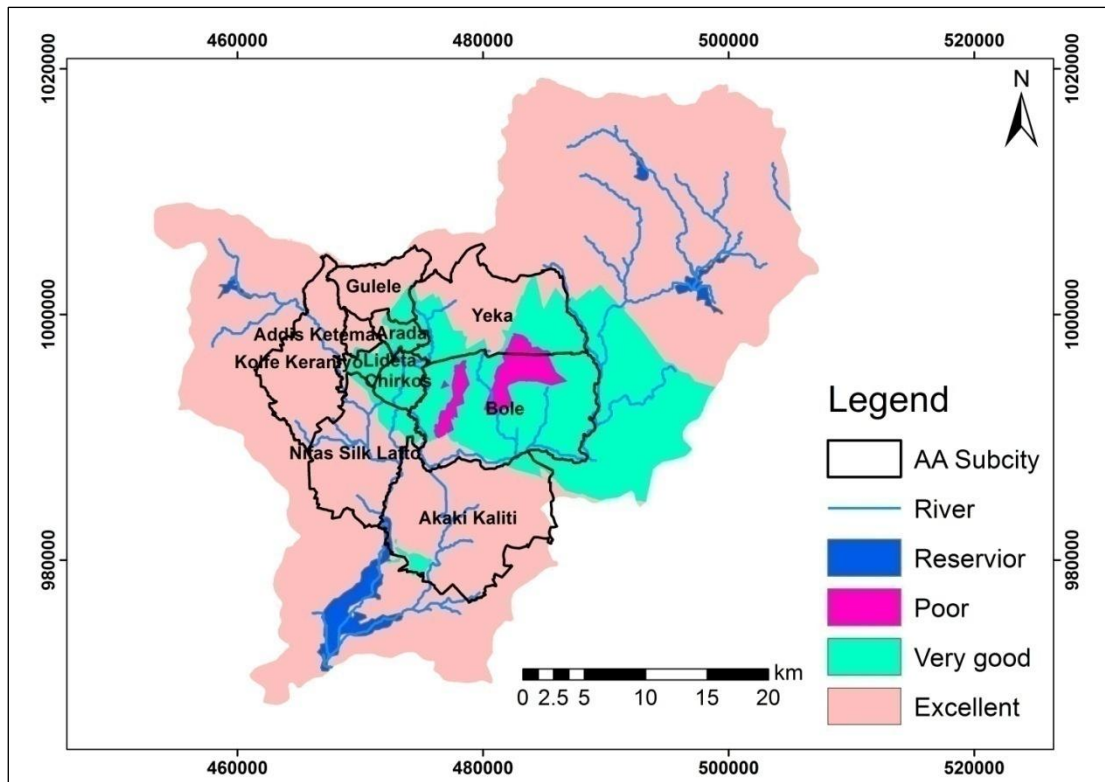 460000 480000 500000 520000
1020000 1020000
N
Gulele
1000000 Yeka 1000000
Addis Ketema Arada
Kolfe Keraniyo Lideta
Chirkos
Bole
Legend
Nifas Silk Lafto
AA Subcity
River
Akaki Kaliti
980000 Reservior 980000
Poor
Very good
km
0 2.5 5 10 15 20
Excellent
460000 480000 500000 520000